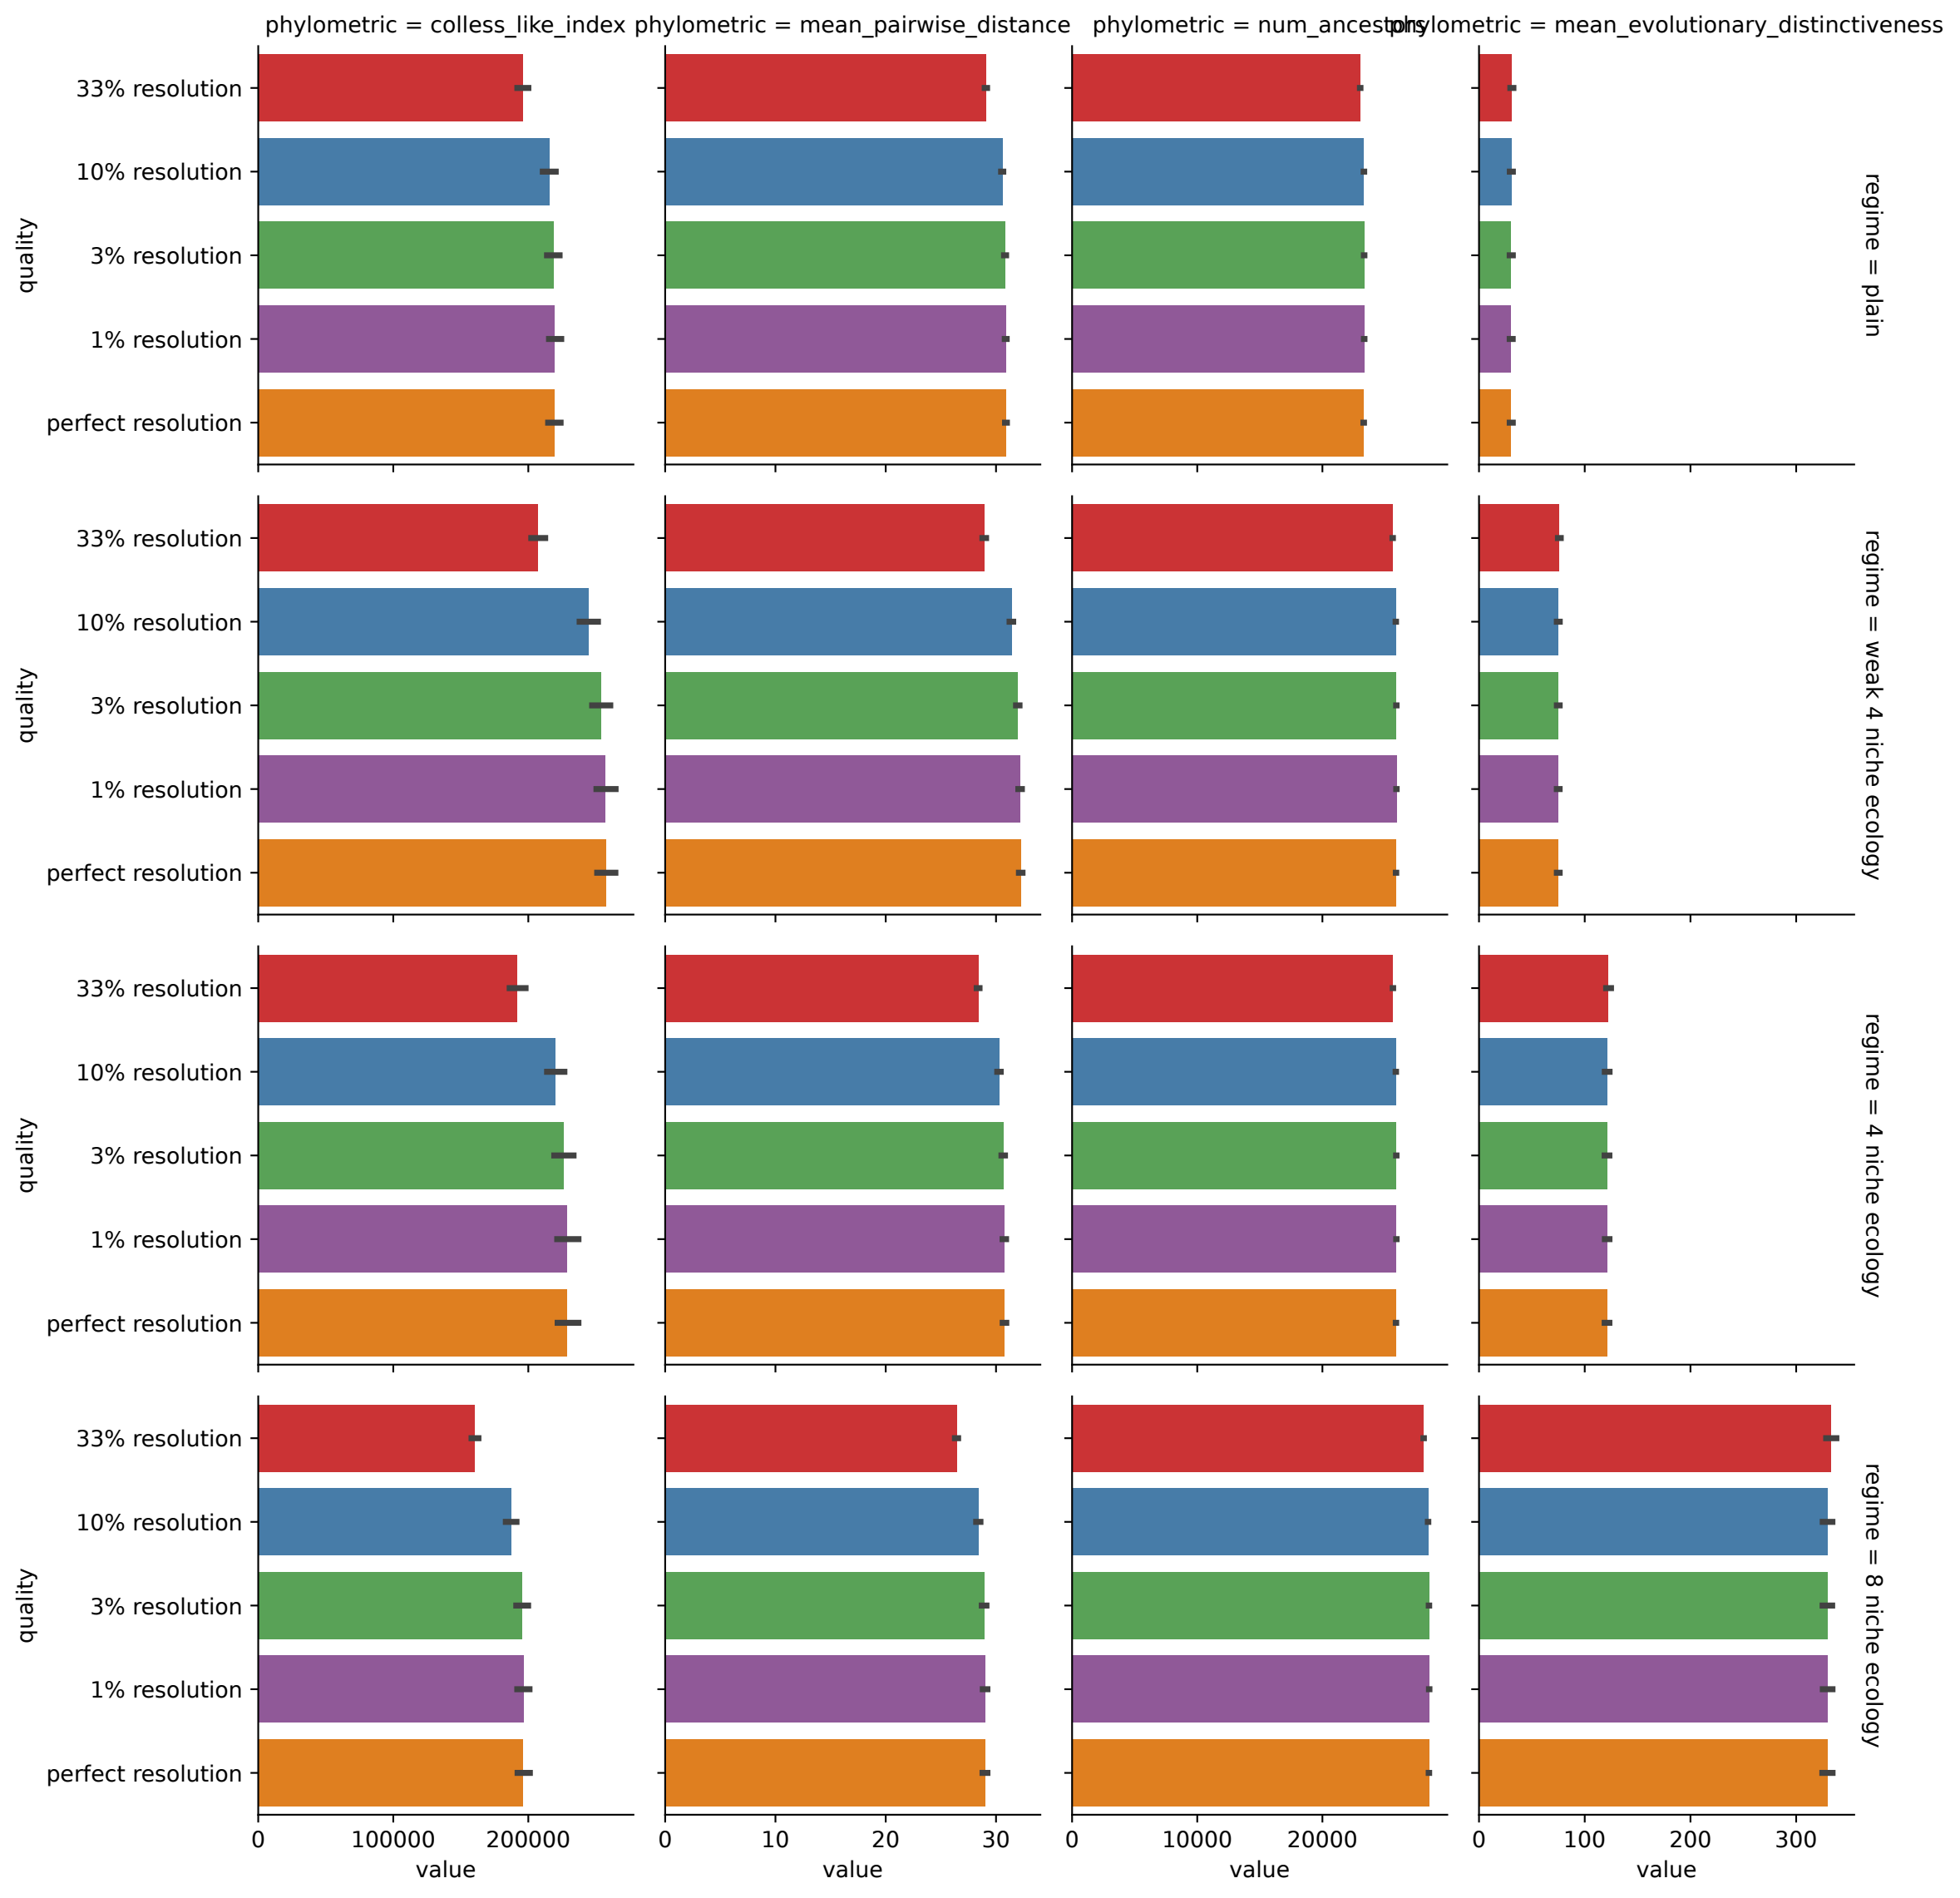 phylometric = colless_like_index
phylometric = mean_pairwise_distance
phylometric = num_ancestors
phylometric = mean_evolutionary_distinctiveness
quality
33% resolution
10% resolution
3% resolution
1% resolution
perfect resolution
regime = plain
quality
33% resolution
10% resolution
3% resolution
1% resolution
perfect resolution
regime = weak 4 niche ecology
quality
33% resolution
10% resolution
3% resolution
1% resolution
perfect resolution
regime = 4 niche ecology
quality
33% resolution
10% resolution
3% resolution
1% resolution
perfect resolution
regime = 8 niche ecology
0 100000 200000
0 10 20 30
0 10000 20000
0 100 200 300
value
value
value
value